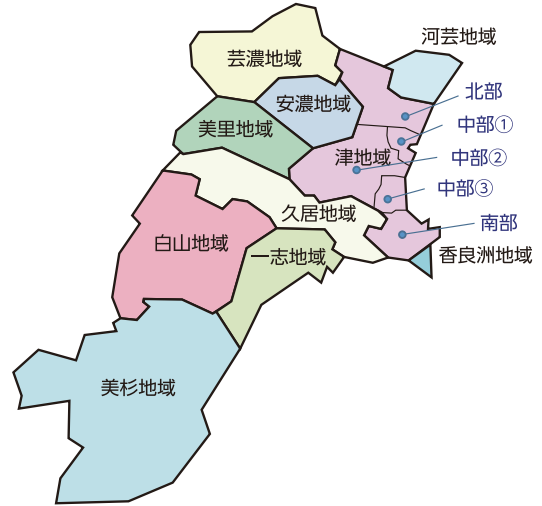 河芸地域
芸濃地域
北部
安濃地域
中部①
美里地域
津地域
中部②
中部③
久居地域
南部
白山地域
一志地域
香良洲地域
美杉地域